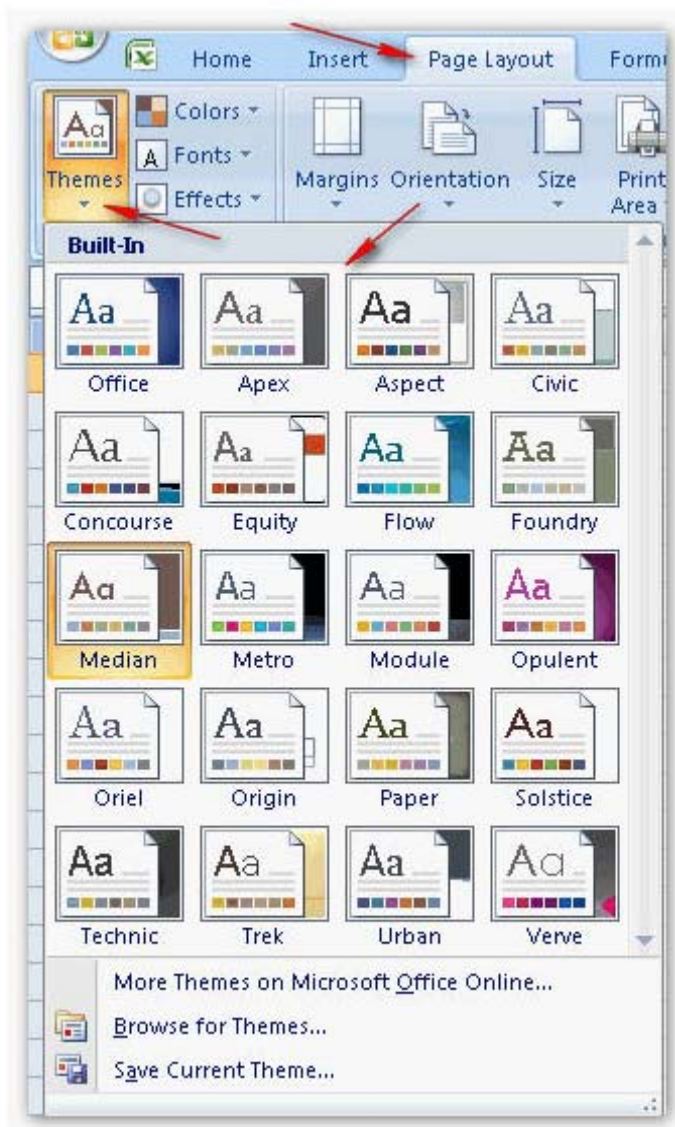 Home Insert Page Layout Formu
Colors
Aa
Fonts
A
Effects
Themes
Margins Orientation Size Print
Area
Built-In
Aa Aa Aa Aa
Office Apex Aspect Civic
Aa Aa Aa Aa
Concourse Equity Flow Foundry
Aa Aa Aa Aa
Median Metro Module Opulent
Aa Aa Aa Aa
Oriel Origin Paper Solstice
Aa Aa Aa Aa
Technic Trek Urban Verve
More Themes on Microsoft Office Online...
Browse for Themes...
Save Current Theme...